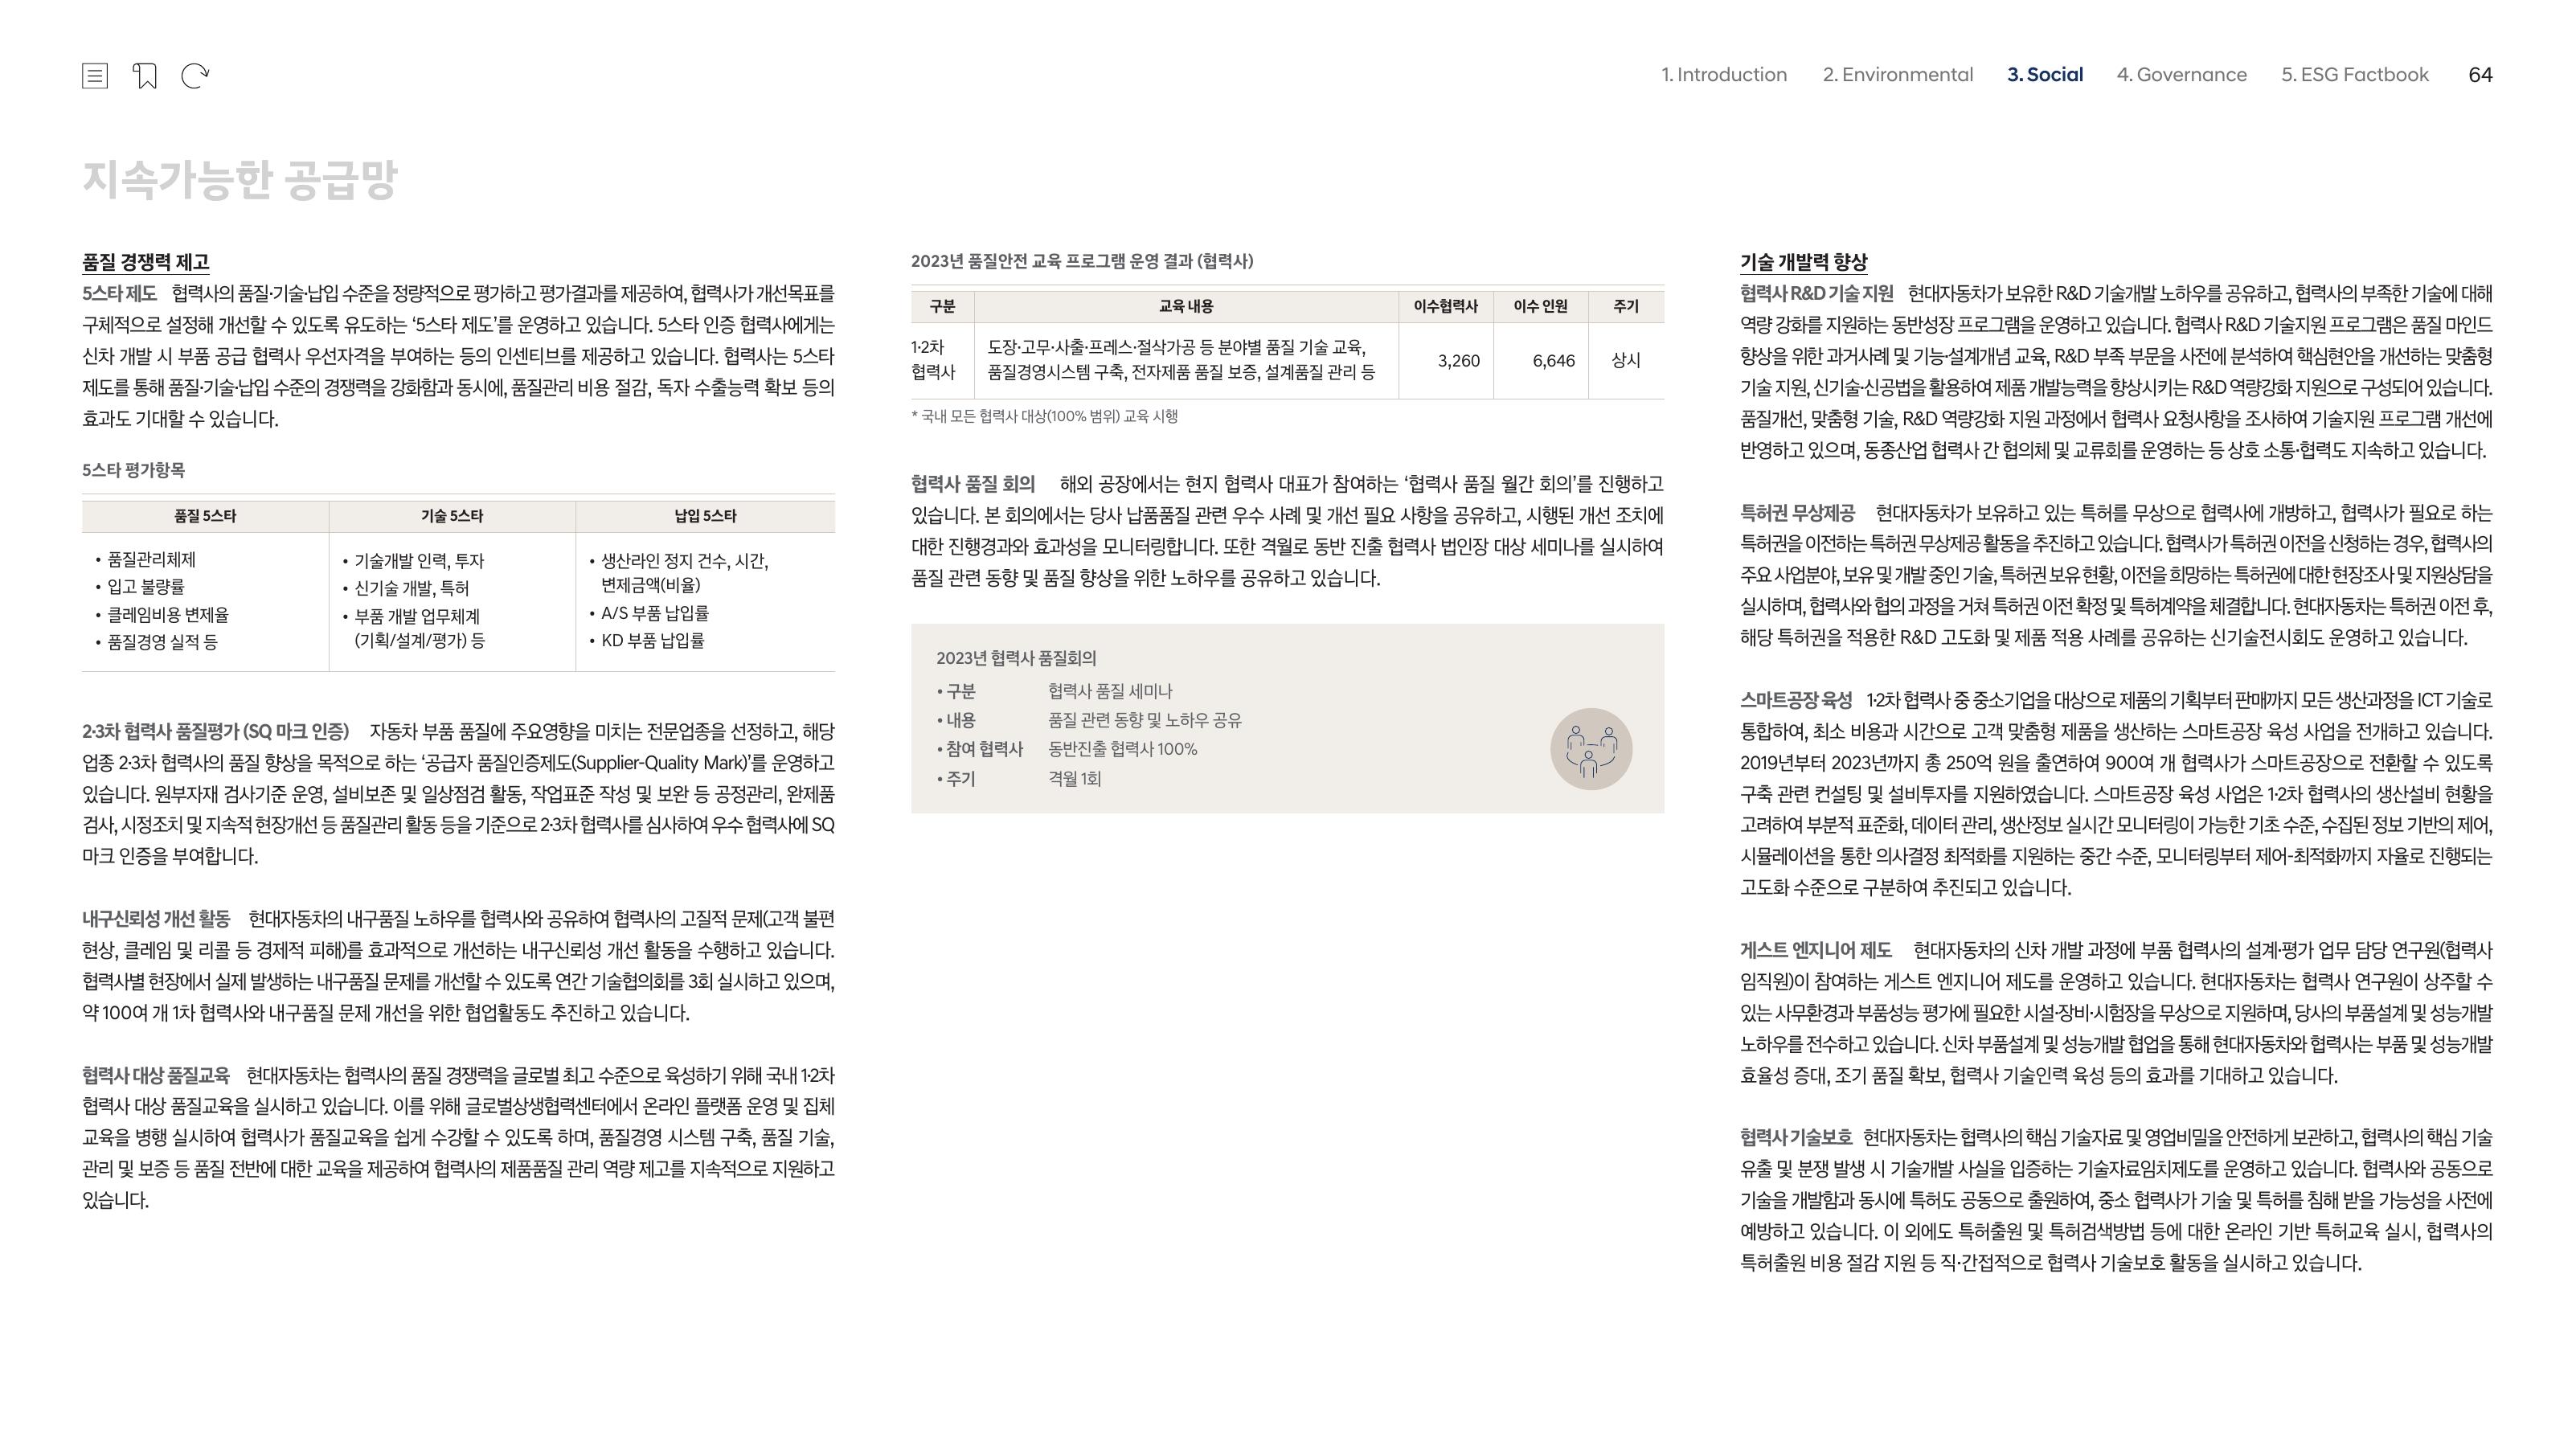 1. Introduction 2. Environmental 3. Social 4. Governance 5. ESG Factbook 64
지속가능한 공급망
품질 경쟁력 제고
5스타 제도 협력사의 품질·기술·납입 수준을 정량적으로 평가하고 평가결과를 제공하여, 협력사가 개선목표를
구체적으로 설정해 개선할 수 있도록 유도하는 ‘5스타 제도’를 운영하고 있습니다. 5스타 인증 협력사에게는
신차 개발 시 부품 공급 협력사 우선자격을 부여하는 등의 인센티브를 제공하고 있습니다. 협력사는 5스타
제도를 통해 품질·기술·납입 수준의 경쟁력을 강화함과 동시에, 품질관리 비용 절감, 독자 수출능력 확보 등의
효과도 기대할 수 있습니다.
5스타 평가항목
품질 5스타 기술 5스타 납입 5스타
• 품질관리체제
• 입고 불량률
• 클레임비용 변제율
• 품질경영 실적 등
• 기술개발 인력, 투자
• 신기술 개발, 특허
• 부품 개발 업무체계
(기획/설계/평가) 등
• 생산라인 정지 건수, 시간,
변제금액(비율)
• A/S 부품 납입률
• KD 부품 납입률
2·3차 협력사 품질평가 (SQ 마크 인증) 자동차 부품 품질에 주요영향을 미치는 전문업종을 선정하고, 해당
업종 2·3차 협력사의 품질 향상을 목적으로 하는 ‘공급자 품질인증제도(Supplier-Quality Mark)’를 운영하고
있습니다. 원부자재 검사기준 운영, 설비보존 및 일상점검 활동, 작업표준 작성 및 보완 등 공정관리, 완제품
검사, 시정조치 및 지속적 현장개선 등 품질관리 활동 등을 기준으로 2·3차 협력사를 심사하여 우수 협력사에 SQ
마크 인증을 부여합니다.
내구신뢰성 개선 활동 현대자동차의 내구품질 노하우를 협력사와 공유하여 협력사의 고질적 문제(고객 불편
현상, 클레임 및 리콜 등 경제적 피해)를 효과적으로 개선하는 내구신뢰성 개선 활동을 수행하고 있습니다.
협력사별 현장에서 실제 발생하는 내구품질 문제를 개선할 수 있도록 연간 기술협의회를 3회 실시하고 있으며,
약 100여 개 1차 협력사와 내구품질 문제 개선을 위한 협업활동도 추진하고 있습니다.
협력사 대상 품질교육 현대자동차는 협력사의 품질 경쟁력을 글로벌 최고 수준으로 육성하기 위해 국내 1·2차
협력사 대상 품질교육을 실시하고 있습니다. 이를 위해 글로벌상생협력센터에서 온라인 플랫폼 운영 및 집체
교육을 병행 실시하여 협력사가 품질교육을 쉽게 수강할 수 있도록 하며, 품질경영 시스템 구축, 품질 기술,
관리 및 보증 등 품질 전반에 대한 교육을 제공하여 협력사의 제품품질 관리 역량 제고를 지속적으로 지원하고
있습니다.
2023년 품질안전 교육 프로그램 운영 결과 (협력사)
구분 교육 내용 이수협력사 이수 인원 주기
1·2차
협력사
도장·고무·사출·프레스·절삭가공 등 분야별 품질 기술 교육,
품질경영시스템 구축, 전자제품 품질 보증, 설계품질 관리 등
3,260 6,646 상시
* 국내 모든 협력사 대상(100% 범위) 교육 시행
협력사 품질 회의 해외 공장에서는 현지 협력사 대표가 참여하는 ‘협력사 품질 월간 회의’를 진행하고
있습니다. 본 회의에서는 당사 납품품질 관련 우수 사례 및 개선 필요 사항을 공유하고, 시행된 개선 조치에
대한 진행경과와 효과성을 모니터링합니다. 또한 격월로 동반 진출 협력사 법인장 대상 세미나를 실시하여
품질 관련 동향 및 품질 향상을 위한 노하우를 공유하고 있습니다.
2023년 협력사 품질회의
• 구분 협력사 품질 세미나
• 내용 품질 관련 동향 및 노하우 공유
• 참여 협력사 동반진출 협력사 100%
• 주기 격월 1회
기술 개발력 향상
협력사 R&D 기술 지원 현대자동차가 보유한 R&D 기술개발 노하우를 공유하고, 협력사의 부족한 기술에 대해
역량 강화를 지원하는 동반성장 프로그램을 운영하고 있습니다. 협력사 R&D 기술지원 프로그램은 품질 마인드
향상을 위한 과거사례 및 기능·설계개념 교육, R&D 부족 부문을 사전에 분석하여 핵심현안을 개선하는 맞춤형
기술 지원, 신기술·신공법을 활용하여 제품 개발능력을 향상시키는 R&D 역량강화 지원으로 구성되어 있습니다.
품질개선, 맞춤형 기술, R&D 역량강화 지원 과정에서 협력사 요청사항을 조사하여 기술지원 프로그램 개선에
반영하고 있으며, 동종산업 협력사 간 협의체 및 교류회를 운영하는 등 상호 소통·협력도 지속하고 있습니다.
특허권 무상제공 현대자동차가 보유하고 있는 특허를 무상으로 협력사에 개방하고, 협력사가 필요로 하는
특허권을 이전하는 특허권 무상제공 활동을 추진하고 있습니다. 협력사가 특허권 이전을 신청하는 경우, 협력사의
주요 사업분야, 보유 및 개발 중인 기술, 특허권 보유 현황, 이전을 희망하는 특허권에 대한 현장조사 및 지원상담을
실시하며, 협력사와 협의 과정을 거쳐 특허권 이전 확정 및 특허계약을 체결합니다. 현대자동차는 특허권 이전 후,
해당 특허권을 적용한 R&D 고도화 및 제품 적용 사례를 공유하는 신기술전시회도 운영하고 있습니다.
스마트공장 육성 1·2차 협력사 중 중소기업을 대상으로 제품의 기획부터 판매까지 모든 생산과정을 ICT 기술로
통합하여, 최소 비용과 시간으로 고객 맞춤형 제품을 생산하는 스마트공장 육성 사업을 전개하고 있습니다.
2019년부터 2023년까지 총 250억 원을 출연하여 900여 개 협력사가 스마트공장으로 전환할 수 있도록
구축 관련 컨설팅 및 설비투자를 지원하였습니다. 스마트공장 육성 사업은 1·2차 협력사의 생산설비 현황을
고려하여 부분적 표준화, 데이터 관리, 생산정보 실시간 모니터링이 가능한 기초 수준, 수집된 정보 기반의 제어,
시뮬레이션을 통한 의사결정 최적화를 지원하는 중간 수준, 모니터링부터 제어-최적화까지 자율로 진행되는
고도화 수준으로 구분하여 추진되고 있습니다.
게스트 엔지니어 제도 현대자동차의 신차 개발 과정에 부품 협력사의 설계·평가 업무 담당 연구원(협력사
임직원)이 참여하는 게스트 엔지니어 제도를 운영하고 있습니다. 현대자동차는 협력사 연구원이 상주할 수
있는 사무환경과 부품성능 평가에 필요한 시설·장비·시험장을 무상으로 지원하며, 당사의 부품설계 및 성능개발
노하우를 전수하고 있습니다. 신차 부품설계 및 성능개발 협업을 통해 현대자동차와 협력사는 부품 및 성능개발
효율성 증대, 조기 품질 확보, 협력사 기술인력 육성 등의 효과를 기대하고 있습니다.
협력사 기술보호 현대자동차는 협력사의 핵심 기술자료 및 영업비밀을 안전하게 보관하고, 협력사의 핵심 기술
유출 및 분쟁 발생 시 기술개발 사실을 입증하는 기술자료임치제도를 운영하고 있습니다. 협력사와 공동으로
기술을 개발함과 동시에 특허도 공동으로 출원하여, 중소 협력사가 기술 및 특허를 침해 받을 가능성을 사전에
예방하고 있습니다. 이 외에도 특허출원 및 특허검색방법 등에 대한 온라인 기반 특허교육 실시, 협력사의
특허출원 비용 절감 지원 등 직·간접적으로 협력사 기술보호 활동을 실시하고 있습니다.